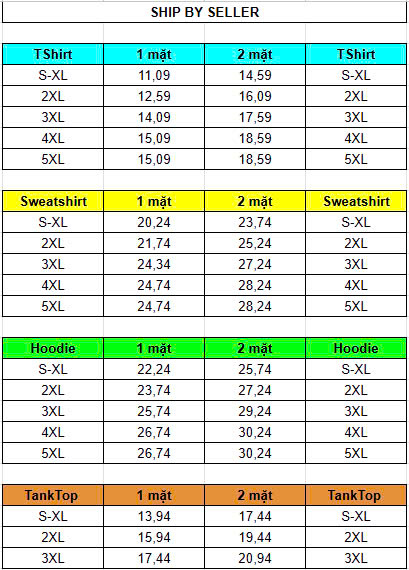 SHIP BY SELLER
TShirt 1 mặt 2 mặt TShirt
S-XL 11,09 14,59 S-XL
2XL 12,59 16,09 2XL
3XL 14,09 17,59 3XL
4XL 15,09 18,59 4XL
5XL 15,09 18,59 5XL
Sweatshirt 1 mặt 2 mặt Sweatshirt
S-XL 20,24 23,74 S-XL
2XL 21,74 25,24 2XL
3XL 24,34 27,24 3XL
4XL 24,74 28,24 4XL
5XL 24,74 28,24 5XL
Hoodie 1 mặt 2 mặt Hoodie
S-XL 22,24 25,74 S-XL
2XL 23,74 27,24 2XL
3XL 25,74 29,24 3XL
4XL 26,74 30,24 4XL
5XL 26,74 30,24 5XL
TankTop 1 mặt 2 mặt TankTop
S-XL 13,94 17,44 S-XL
2XL 15,94 19,44 2XL
3XL 17,44 20,94 3XL